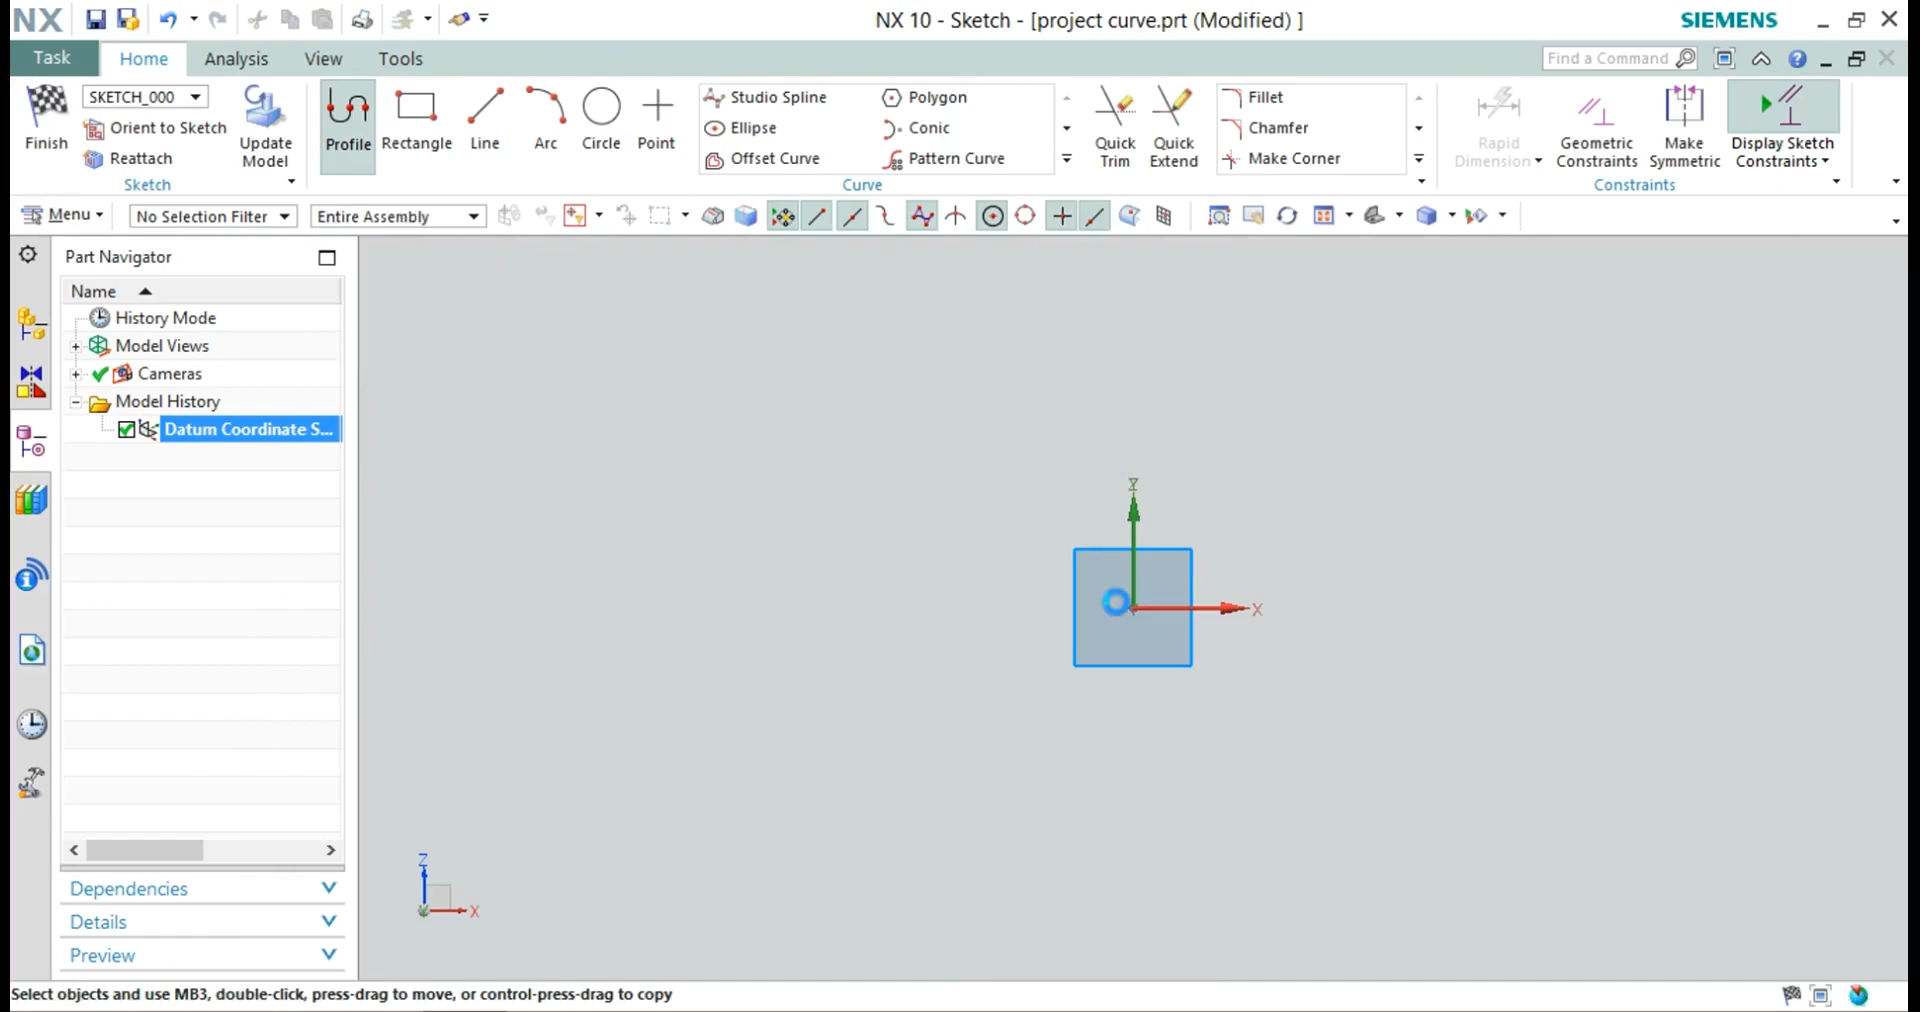 NX
NX 10 - Sketch - [project curve.prt (Modified) ]
SIEMENS
Task
Home
Analysis
View
Tools
Find a Command
Finish
SKETCH_000
Orient to Sketch
Reattach
Update
Model
Sketch
Profile
Rectangle
Line
Arc
Circle
Point
Studio Spline
Ellipse
Offset Curve
Polygon
Conic
Pattern Curve
Quick
Trim
Quick
Extend
Fillet
Chamfer
Make Corner
Curve
Rapid
Dimension
Geometric
Constraints
Make
Symmetric
Display Sketch
Constraints
Constraints
Menu
No Selection Filter
Entire Assembly
Part Navigator
Name
History Mode
Model Views
Cameras
Model History
Datum Coordinate S...
Y
X
Z
X
Dependencies
Details
Preview
Select objects and use MB3, double-click, press-drag to move, or control-press-drag to copy